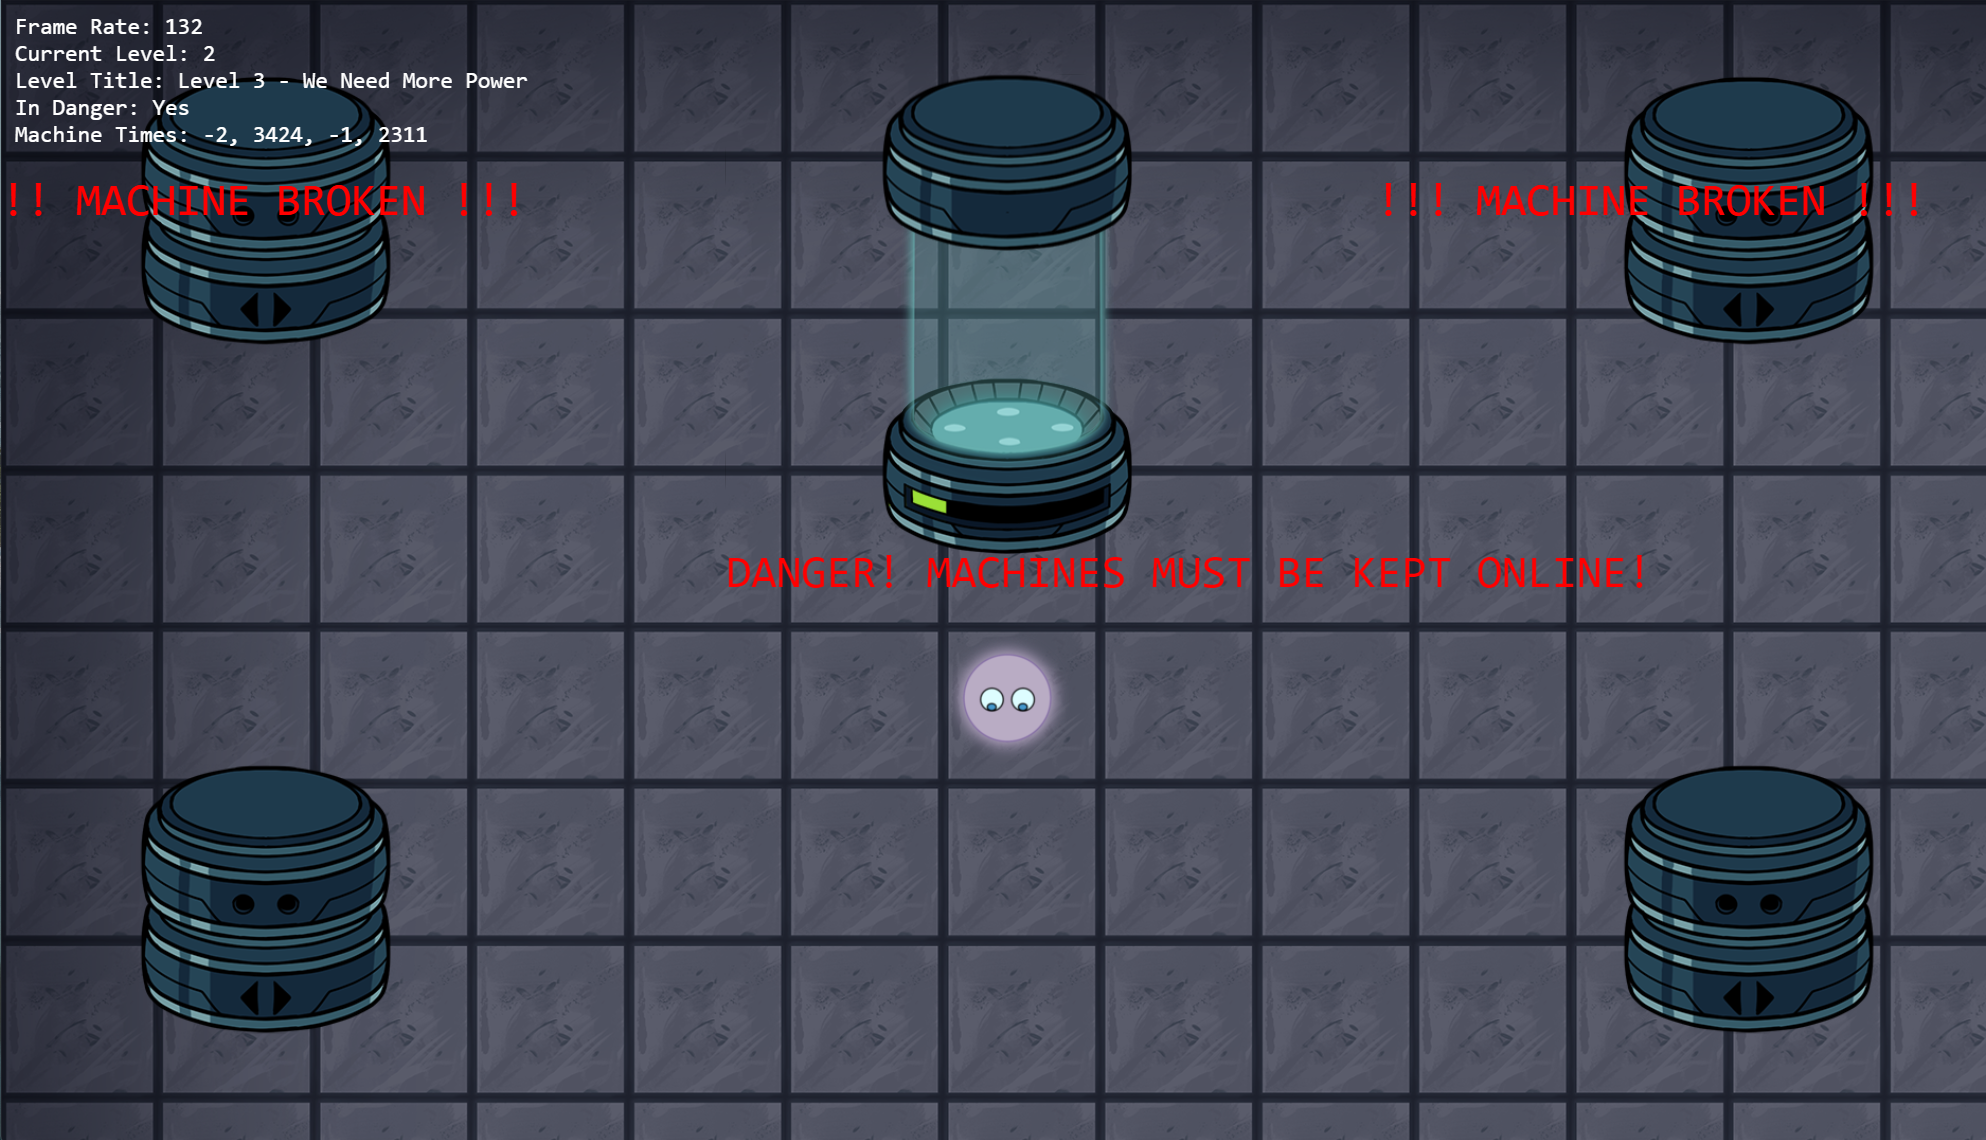 Frame Rate: 132
Current Level: 2
Level Title: Level 3 - We Need More Power
In Danger: Yes
Machine Times: -2, 3424, -1, 2311
!! MACHINE BROKEN !!!
!!! MACHINE BROKEN !!!
DANGER! MACHINES MUST BE KEPT ONLINE!